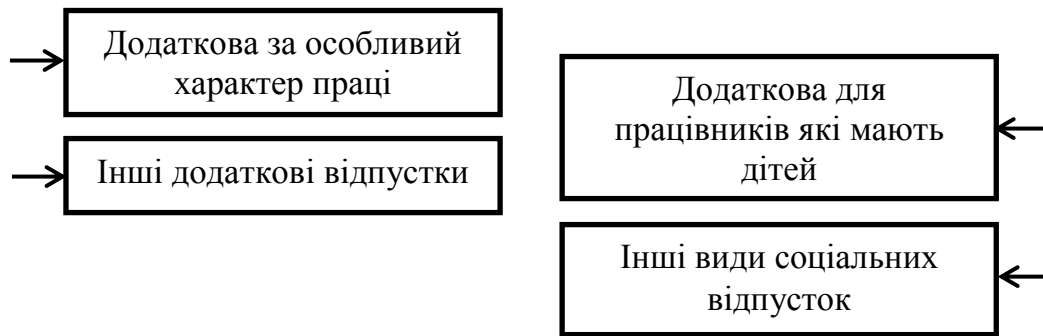 Додаткова за особливий
характер праці
Інші додаткові відпустки
Додаткова для
працівників які мають
дітей
Інші види соціальних
відпусток